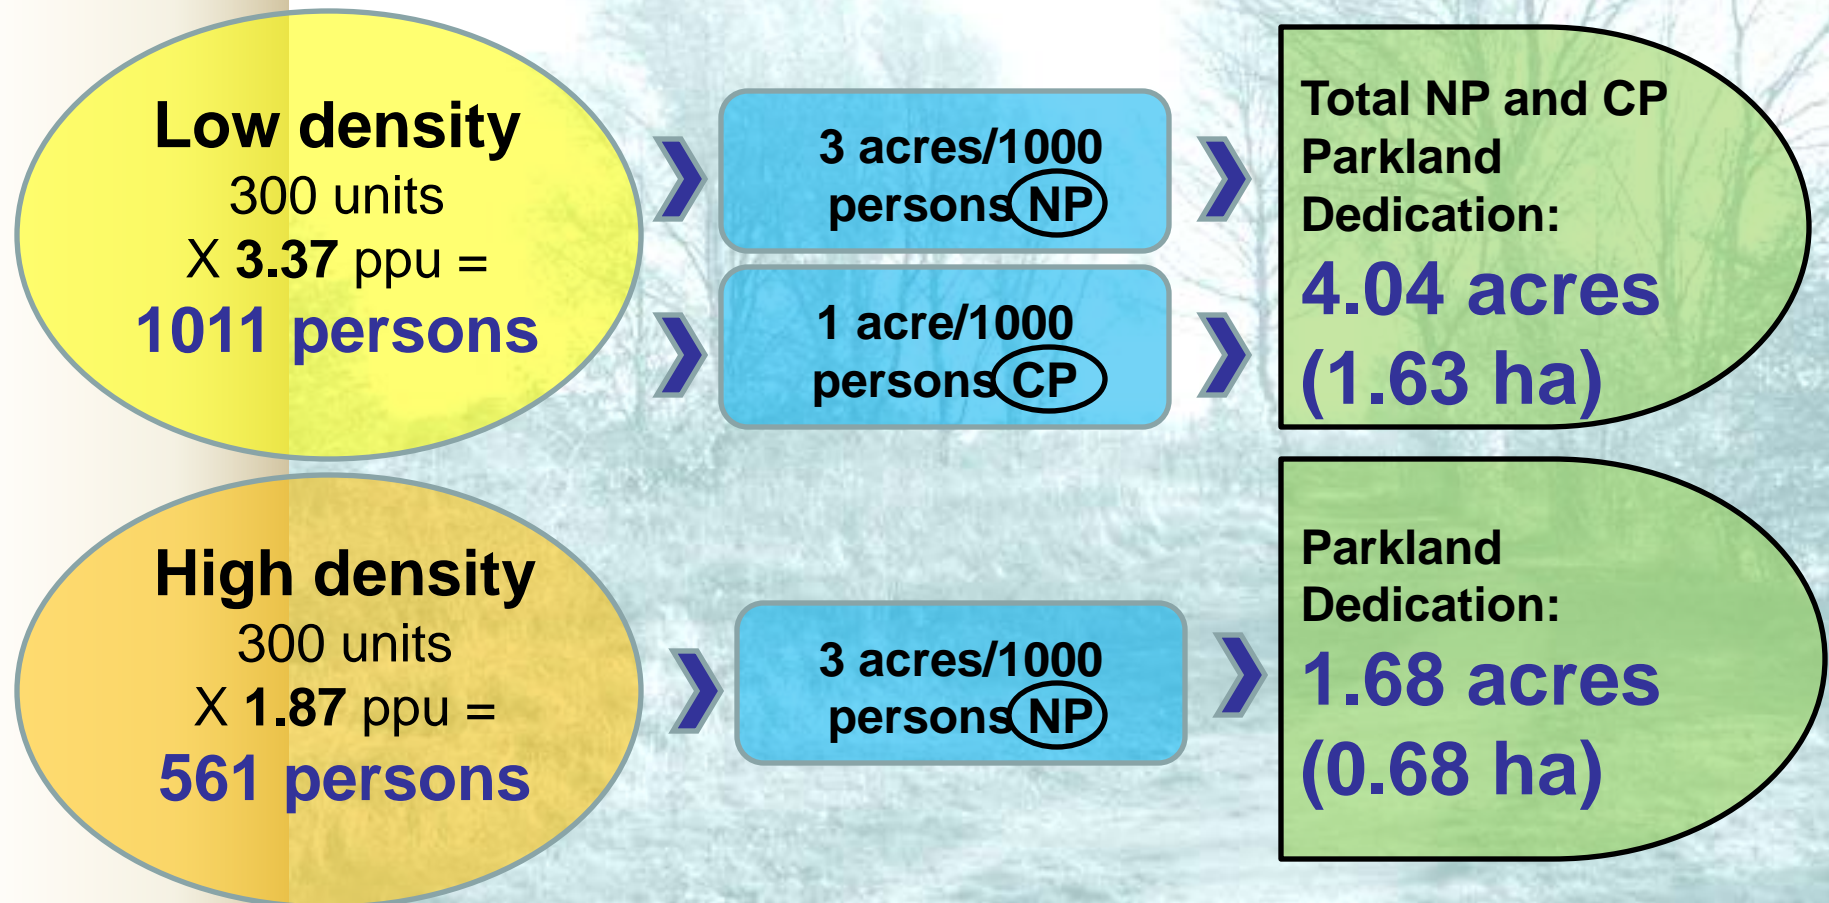 Low density
300 units
X 3.37 ppu =
1011 persons
3 acres/1000
persons NP
1 acre/1000
persons CP
Total NP and CP
Parkland
Dedication:
4.04 acres
(1.63 ha)
High density
300 units
X 1.87 ppu =
561 persons
3 acres/1000
persons NP
Parkland
Dedication:
1.68 acres
(0.68 ha)